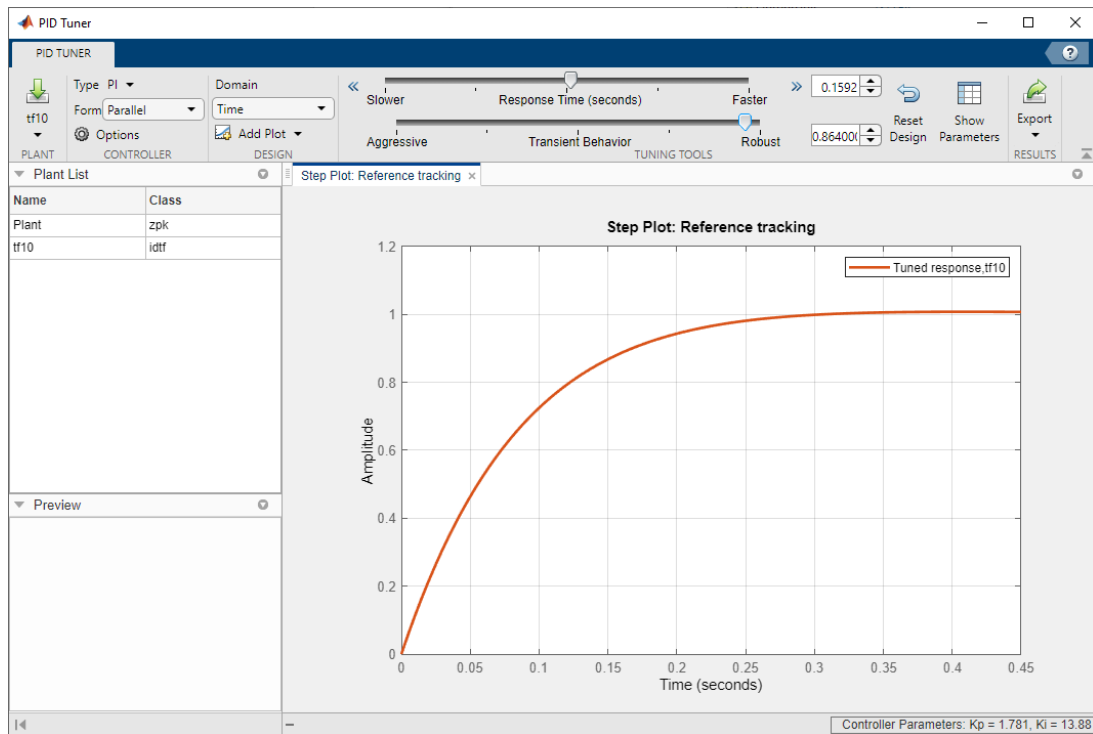 PID Tuner
PID TUNER
?
tf10
PLANT
Type PI
Form Parallel
Options
CONTROLLER
Domain
Time
Add Plot
DESIGN
Slower Response Time (seconds) Faster
0.1592
Aggressive Transient Behavior Robust
0.86400
TUNING TOOLS
Reset Design
Show Parameters
Export
RESULTS
Plant List
Name Class
Plant zpk
tf10 idtf
Preview
Step Plot: Reference tracking
Step Plot: Reference tracking
Tuned response,tf10
Amplitude
1.2
1
0.8
0.6
0.4
0.2
0
0 0.05 0.1 0.15 0.2 0.25 0.3 0.35 0.4 0.45
Time (seconds)
Controller Parameters: Kp = 1.781, Ki = 13.88